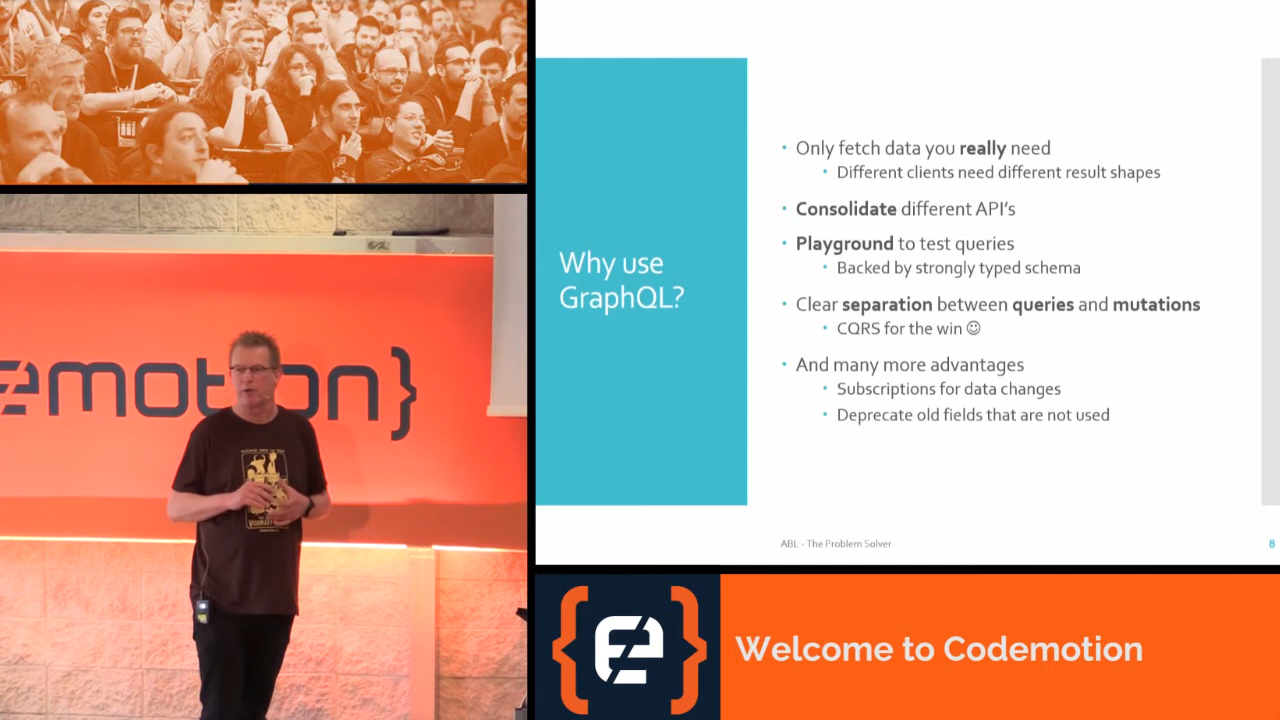 emotion}
Why use
GraphQL?
• Only fetch data you really need
• Different clients need different result shapes
• Consolidate different API's
• Playground to test queries
• Backed by strongly typed schema
• Clear separation between queries and mutations
• CQRS for the win ☺
• And many more advantages
• Subscriptions for data changes
• Deprecate old fields that are not used
ABL - The Problem Solver
8
Welcome to Codemotion